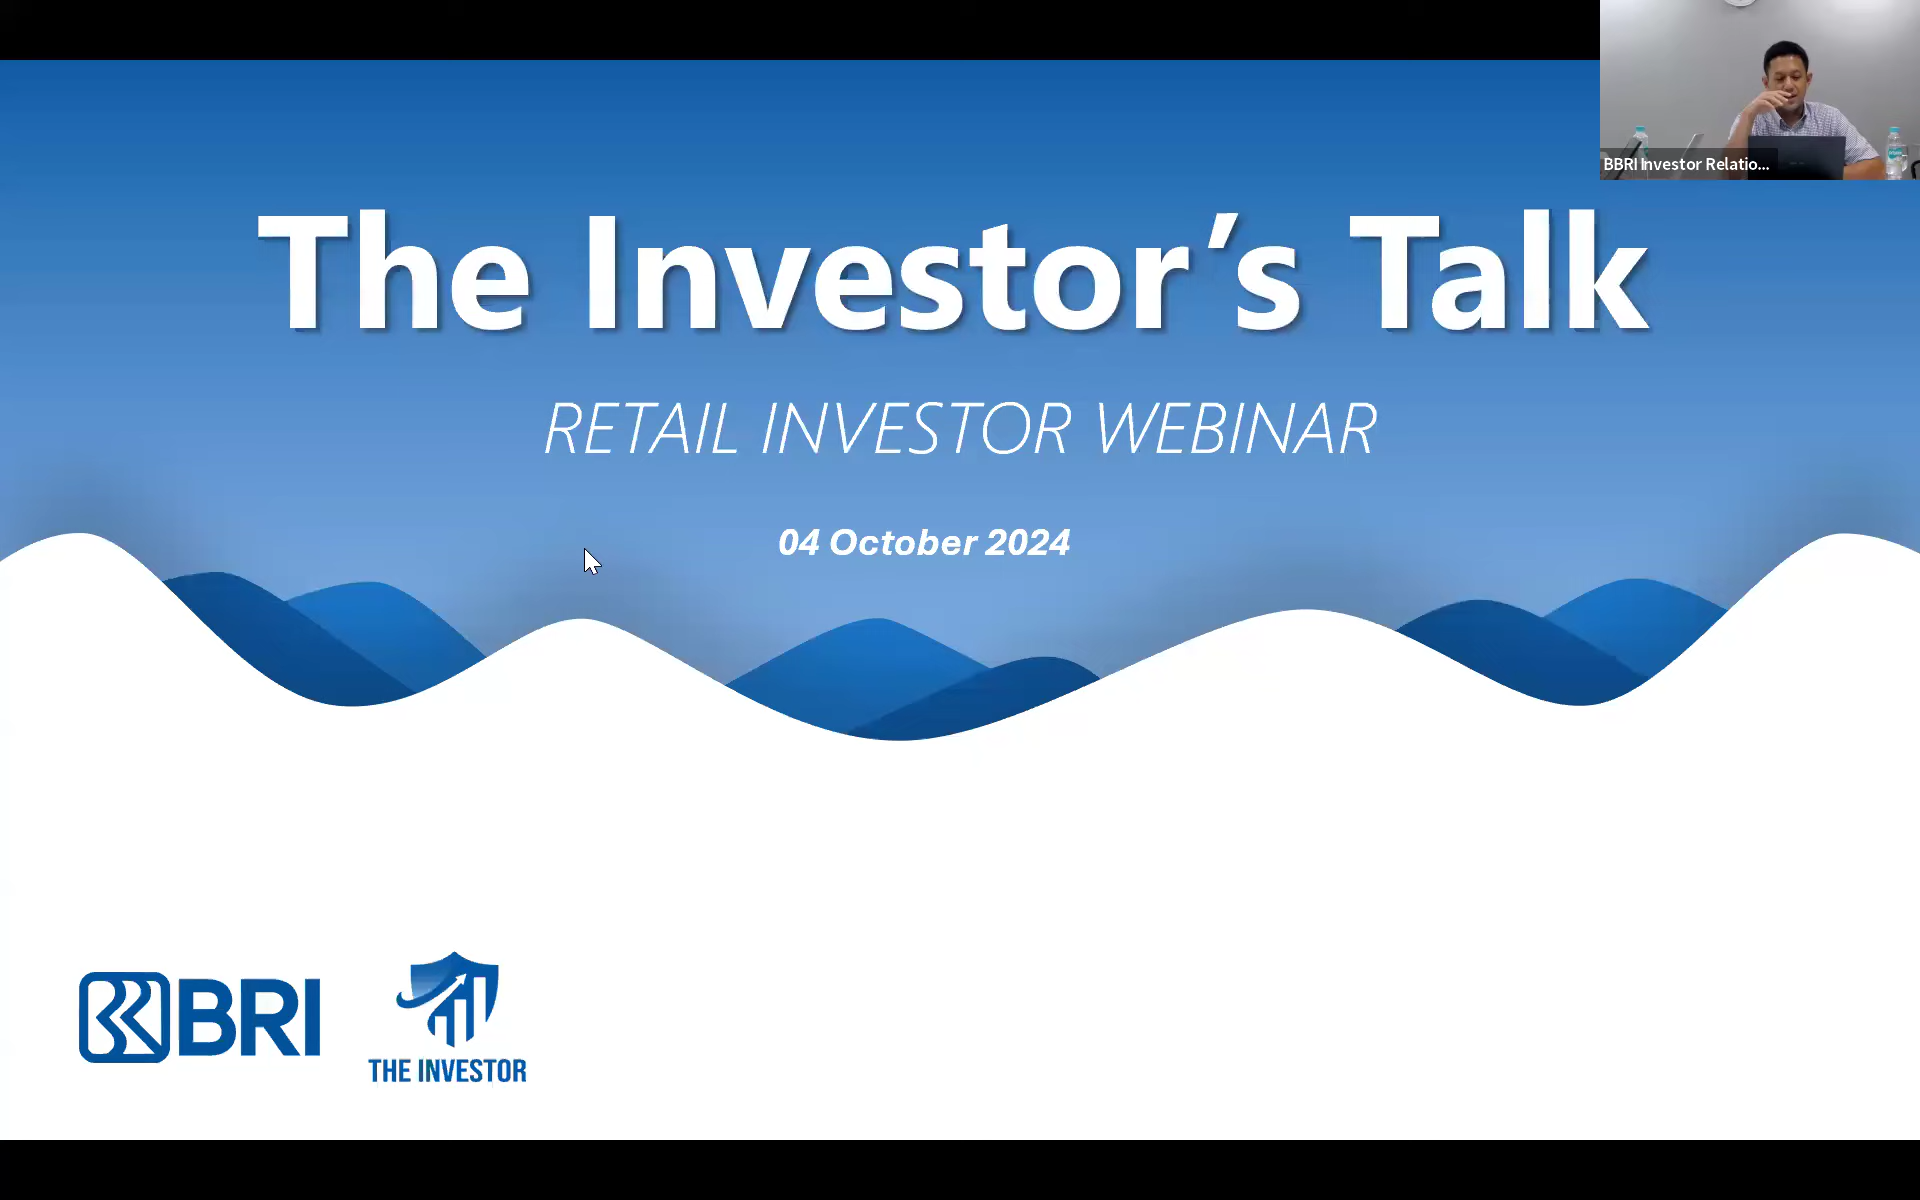 BBRI Investor Relatio...
The Investor’s Talk
RETAIL INVESTOR WEBINAR
04 October 2024
BRI
THE INVESTOR